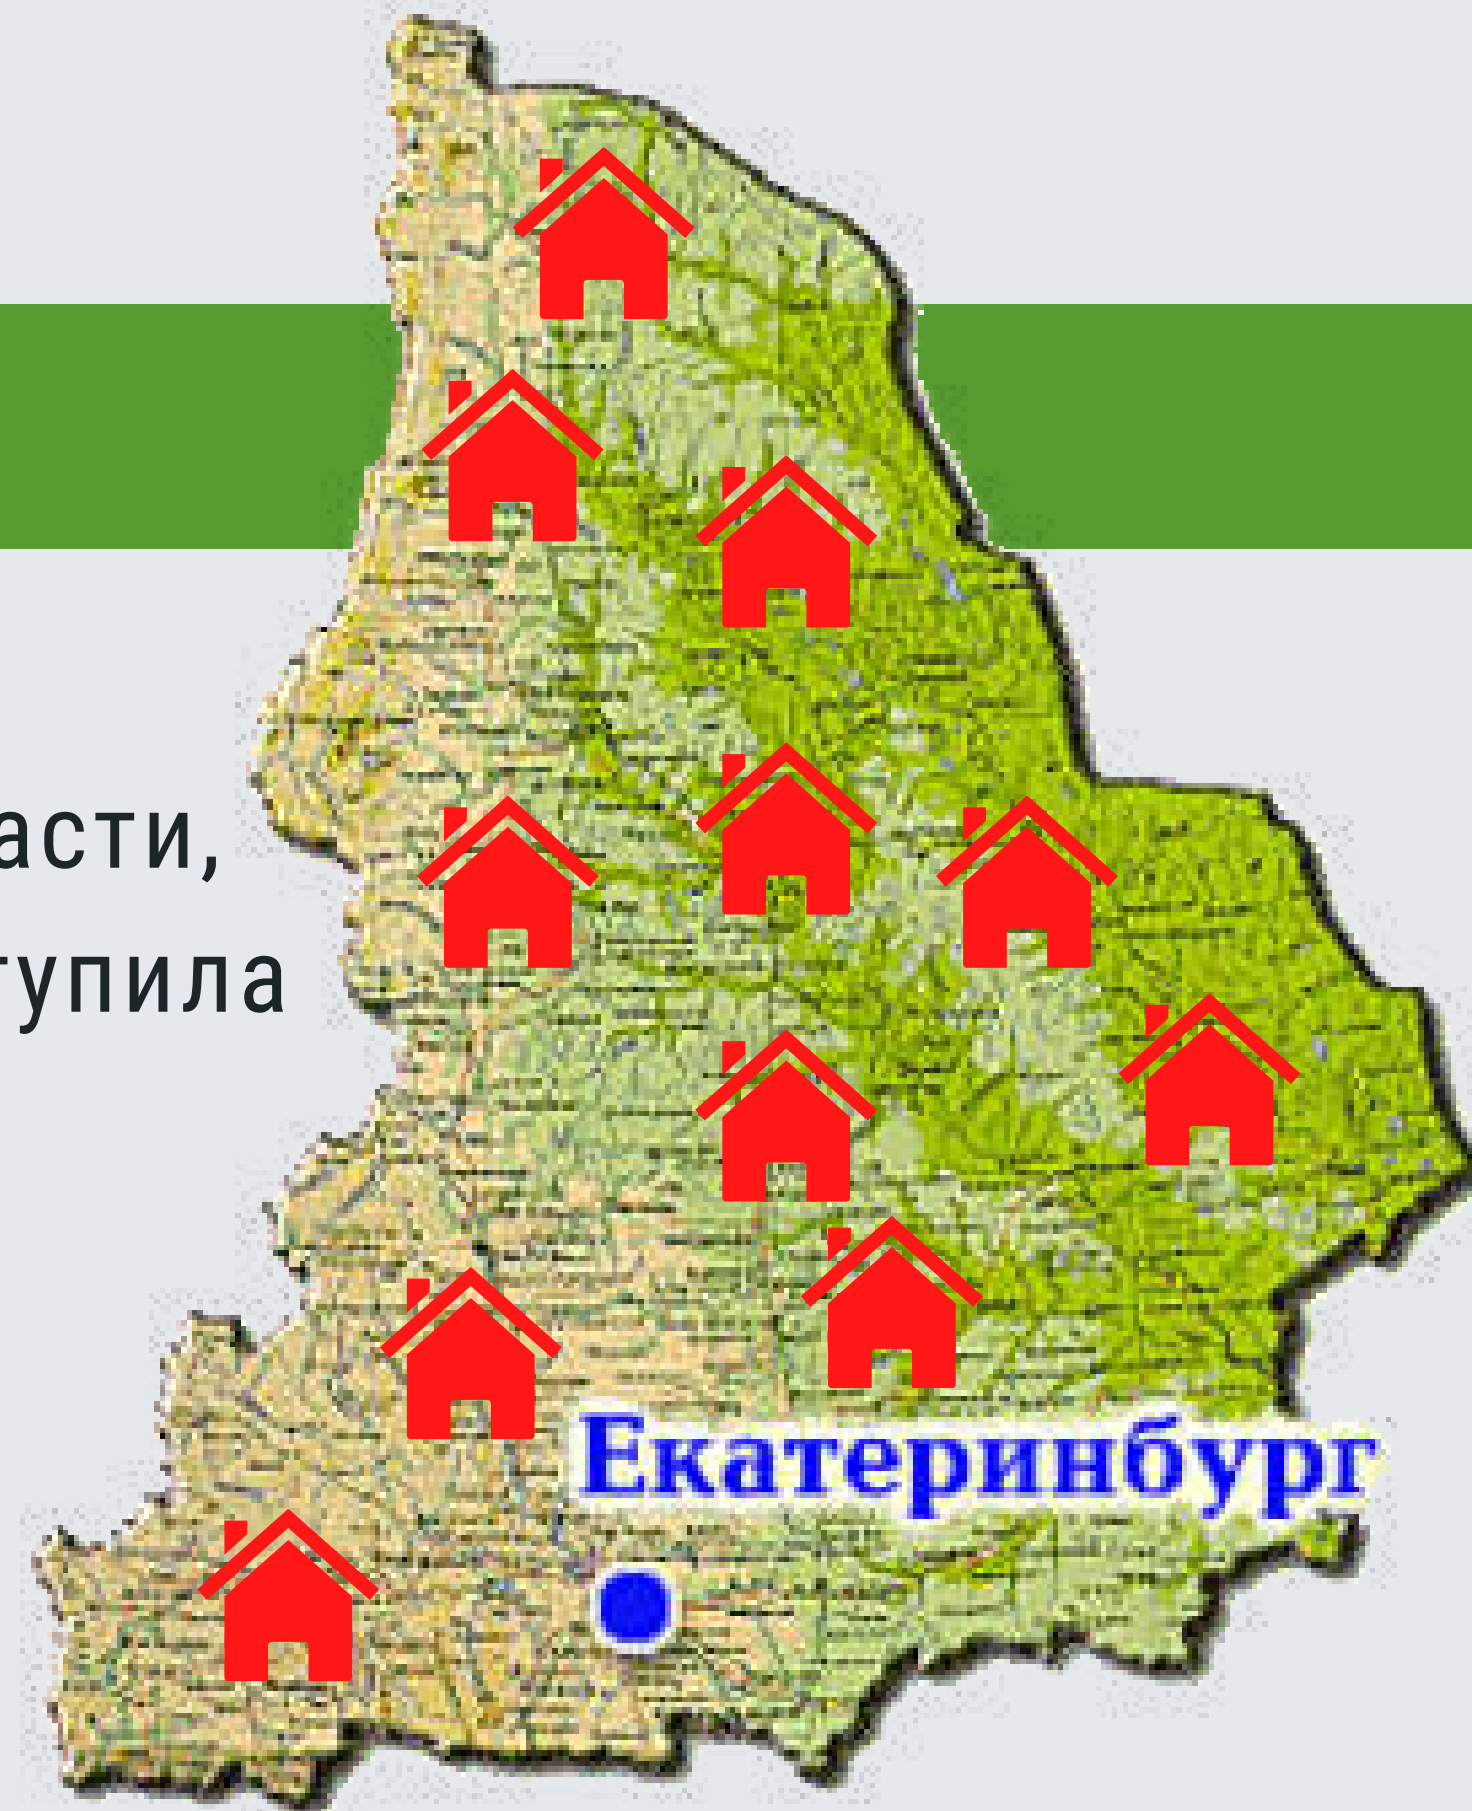 асти,
тупила
Екатеринбург